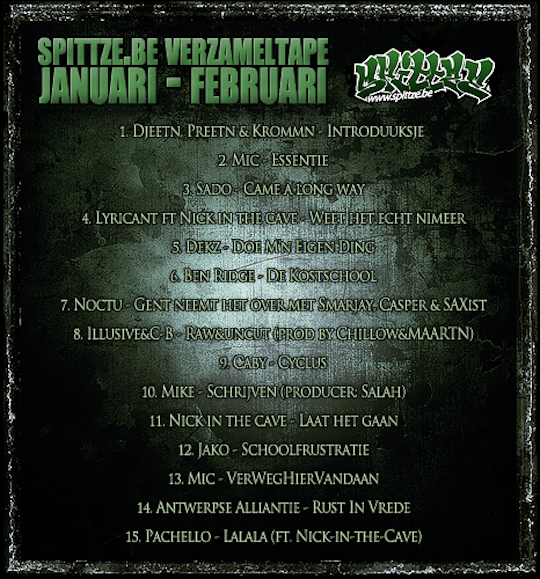 SPITTZE.BE VERZAMELTAPE
JANUARI - FEBRUARI
www.spittze.be
1. Djeetn, Preetn & Krommn - Introduuksje
2. Mic - Essentie
3. Sado - Came a long way
4. Lyricant ft Nick in the cave - Weet het echt nimeer
5. Dekz - Doe M'n Eigen Ding
6. Ben Ridge - De Kostschool
7. Noctu - Gent neemt het over met Smarjay, Casper & SAXist
8. Illusive&C-B - Raw&uncut (prod by Chillow&MAARTN)
9. Caby - Cyclus
10. Mike - Schrijven (producer: Salah)
11. Nick in the cave - Laat het gaan
12. Jako - Schoolfrustratie
13. Mic - VerWegHierVandaan
14. Antwerpse Alliantie - Rust In Vrede
15. Pachello - Lalala (ft. Nick-in-the-Cave)